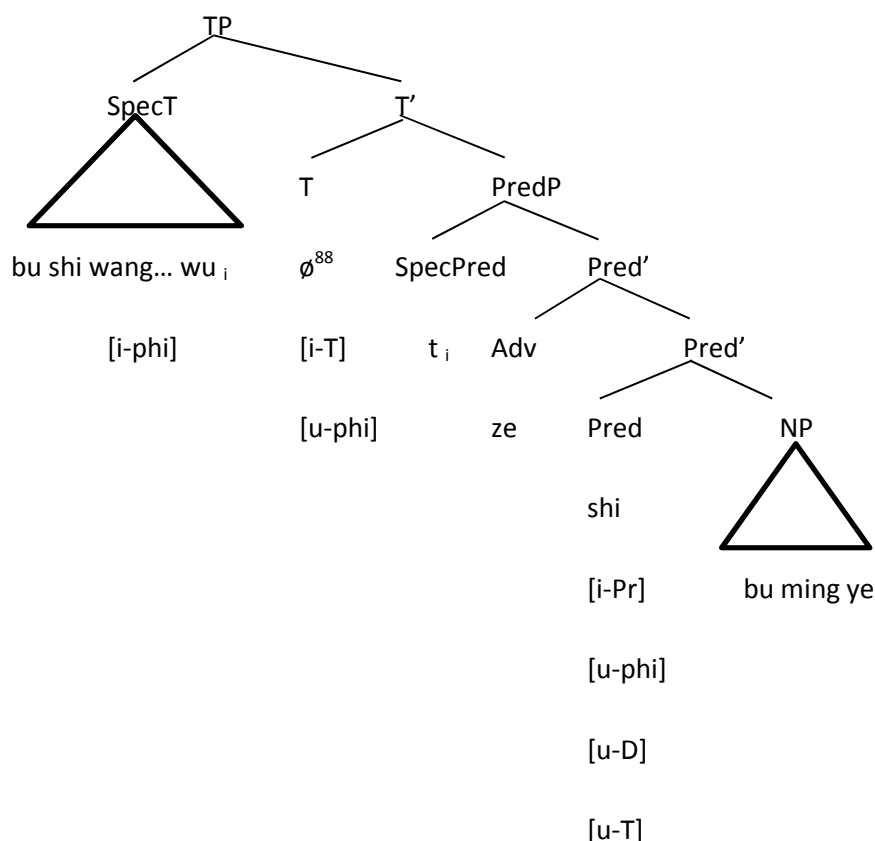 TP
SpecT T’
T PredP
bu shi wang… wu i ø88 SpecPred Pred’
[i-phi] [i-T] t i Adv Pred’
[u-phi] ze Pred NP
shi
[i-Pr] bu ming ye
[u-phi]
[u-D]
[u-T]